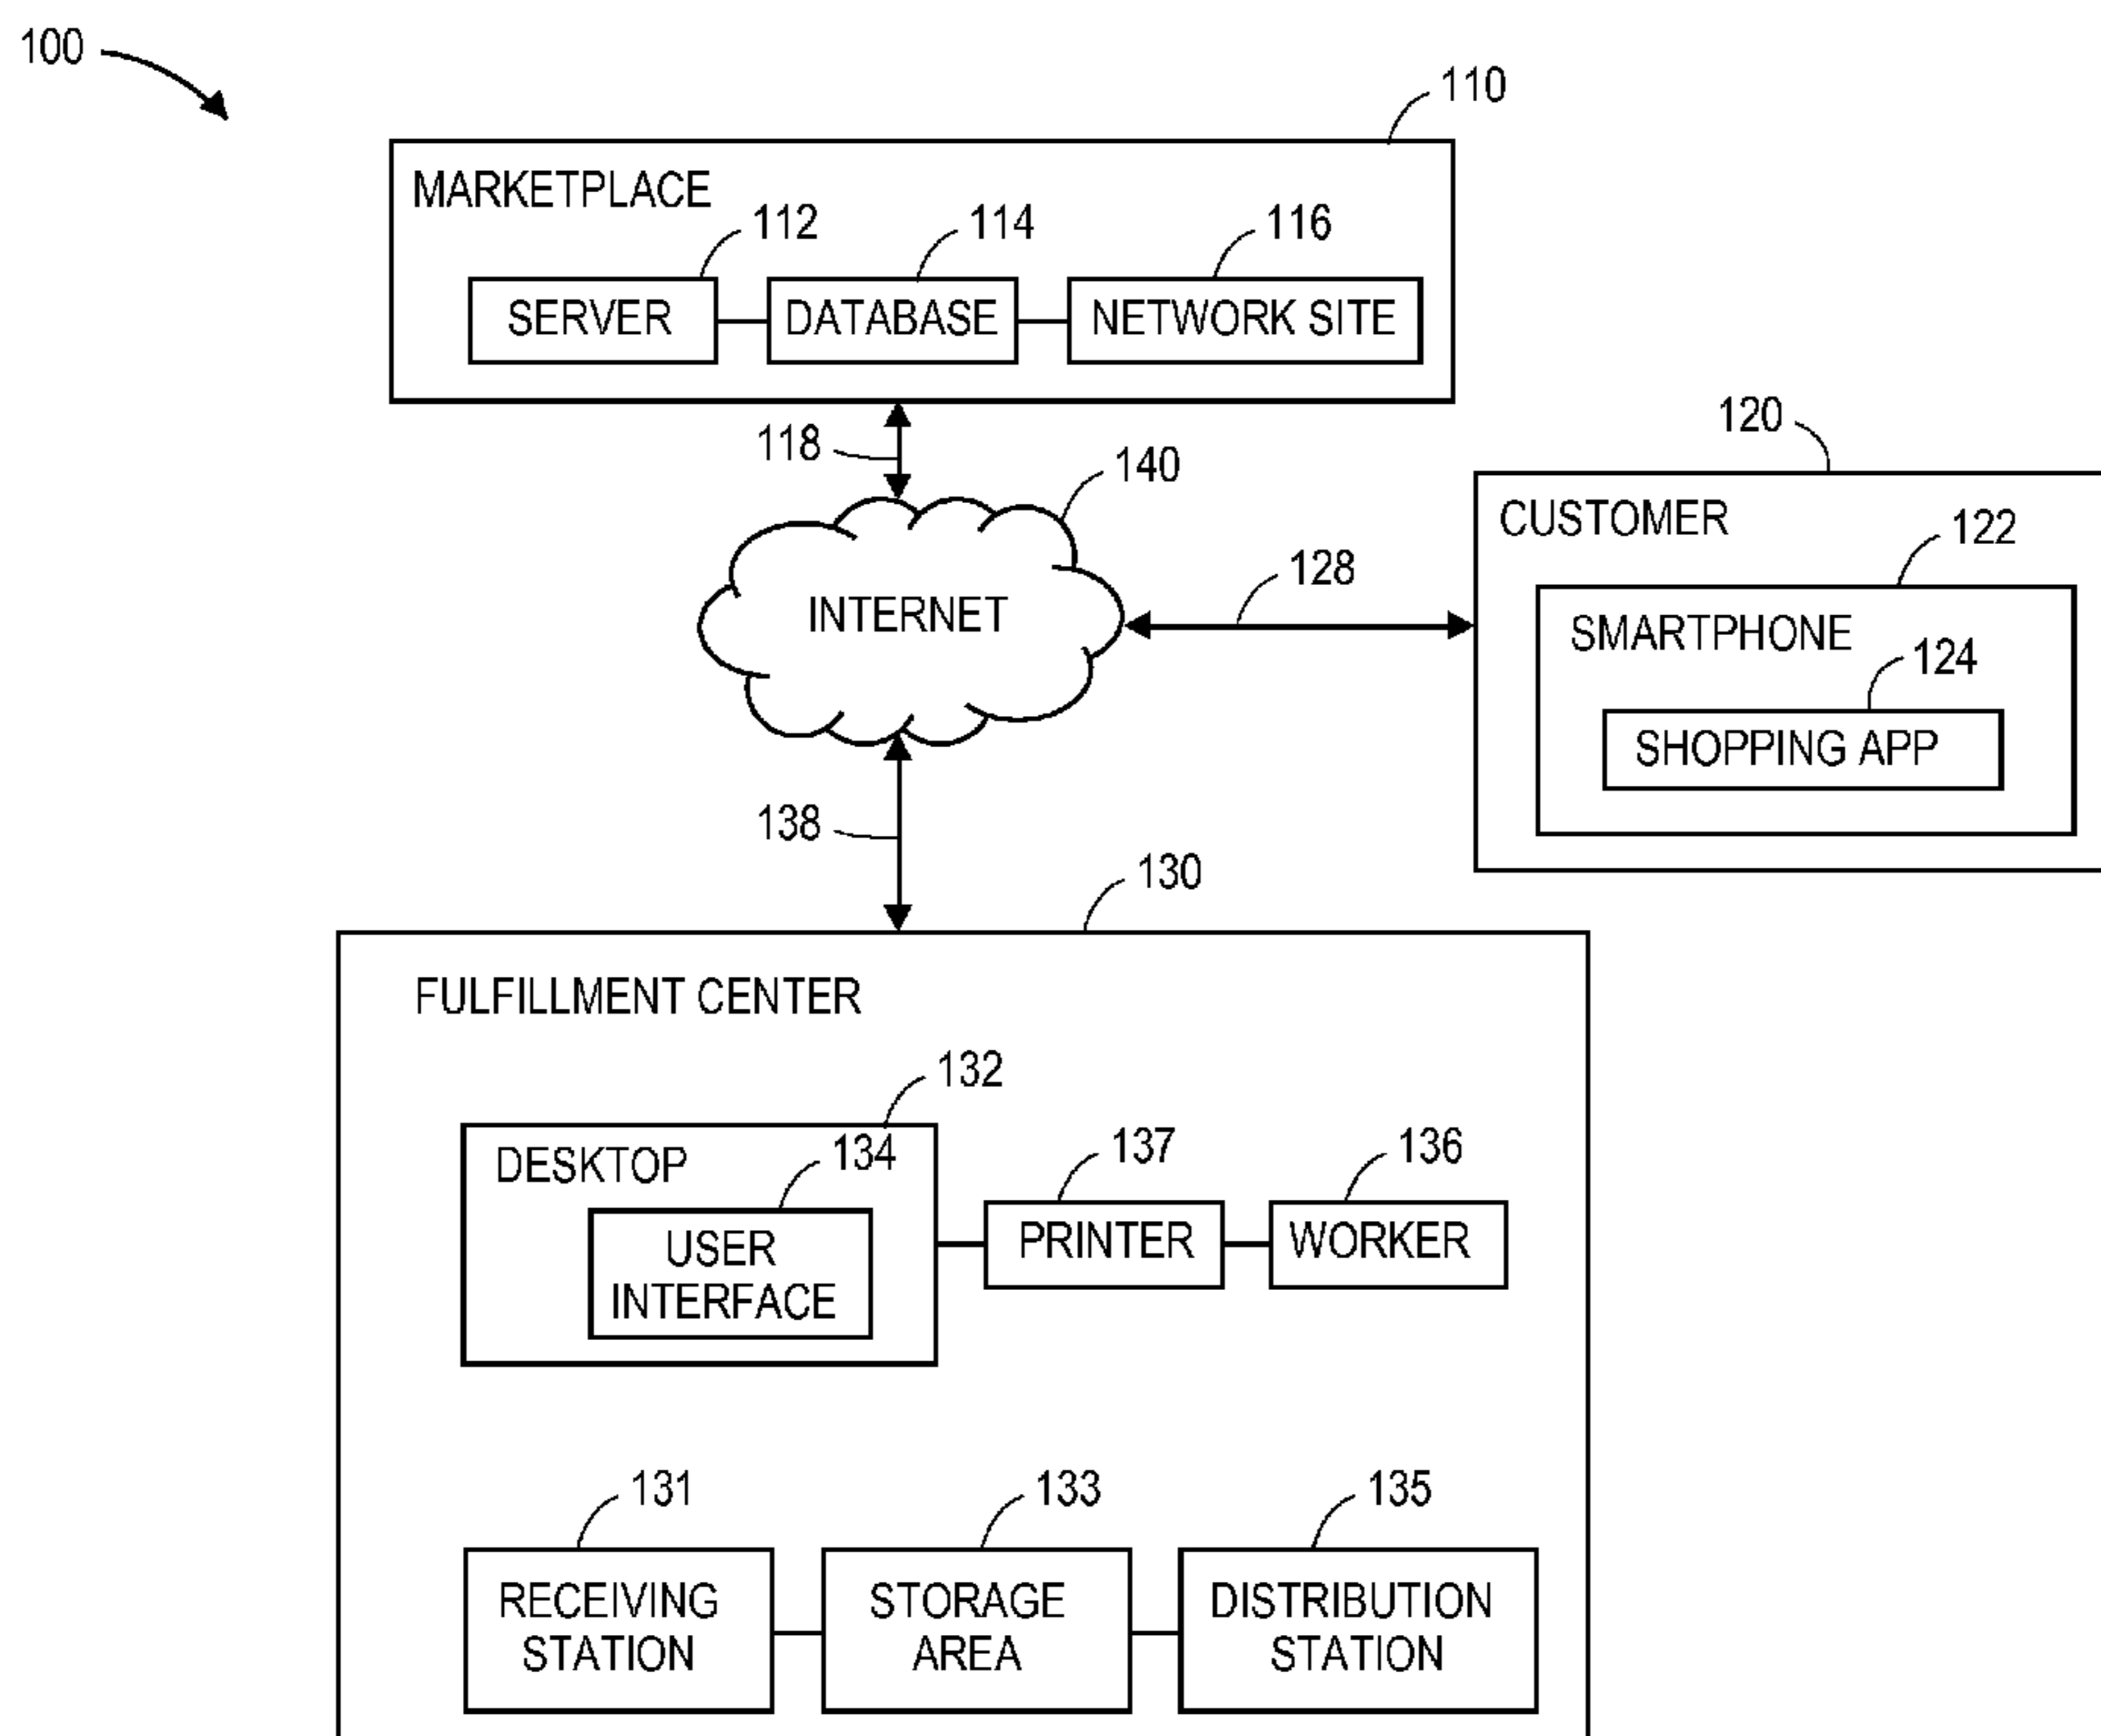 100
110
MARKETPLACE
112
114
116
SERVER
DATABASE
NETWORK SITE
118
140
120
CUSTOMER
122
128
INTERNET
SMARTPHONE
124
SHOPPING APP
138
130
FULFILLMENT CENTER
132
DESKTOP
134
137
136
USER
INTERFACE
PRINTER
WORKER
131
133
135
RECEIVING
STATION
STORAGE
AREA
DISTRIBUTION
STATION